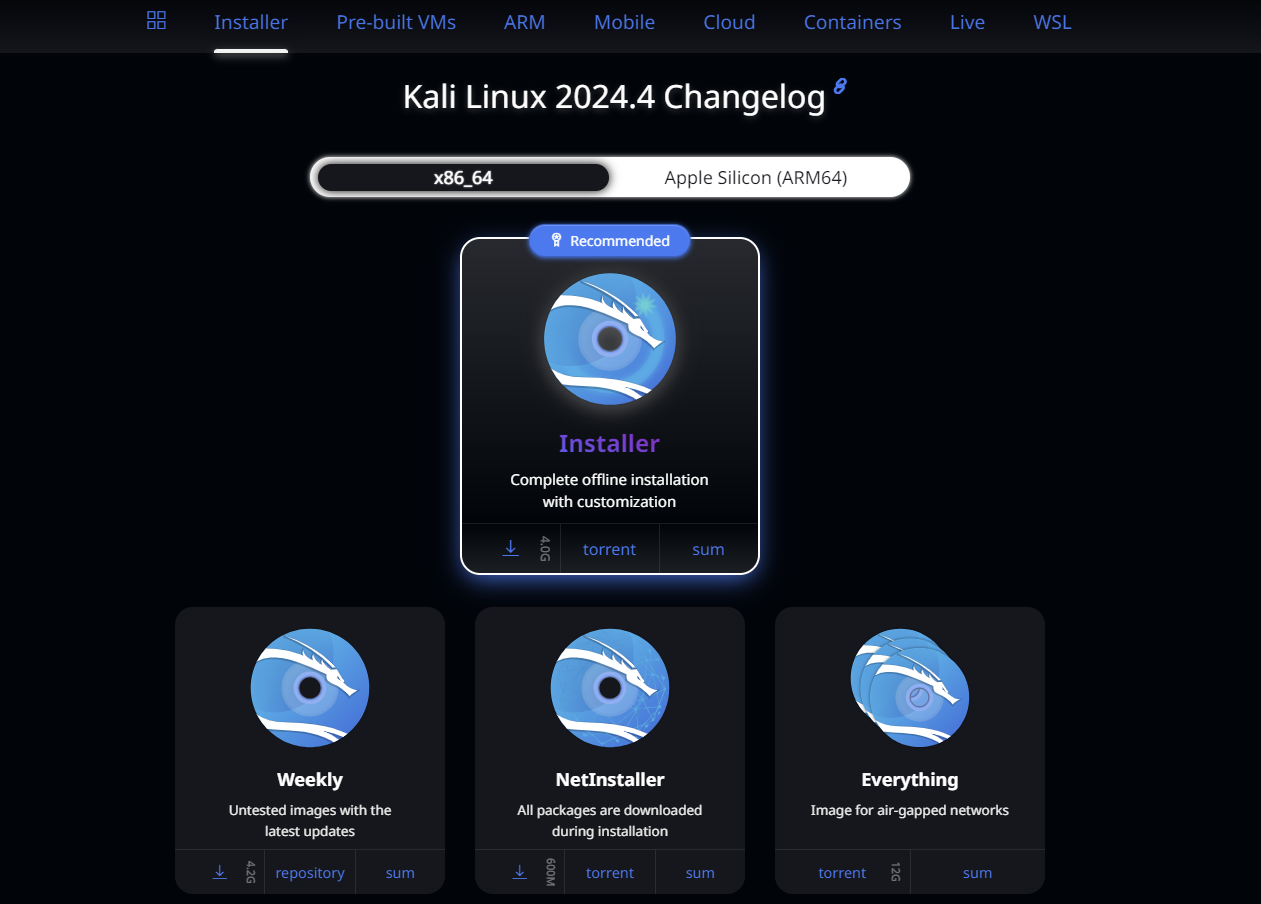 Installer Pre-built VMs ARM Mobile Cloud Containers Live WSL
Kali Linux 2024.4 Changelog
x86_64 Apple Silicon (ARM64)
Recommended
Installer
Complete offline installation
with customization
4.0G torrent sum
Weekly
Untested images with the
latest updates
4.2G repository sum
NetInstaller
All packages are downloaded
during installation
600M torrent sum
Everything
Image for air-gapped networks
torrent 12G sum